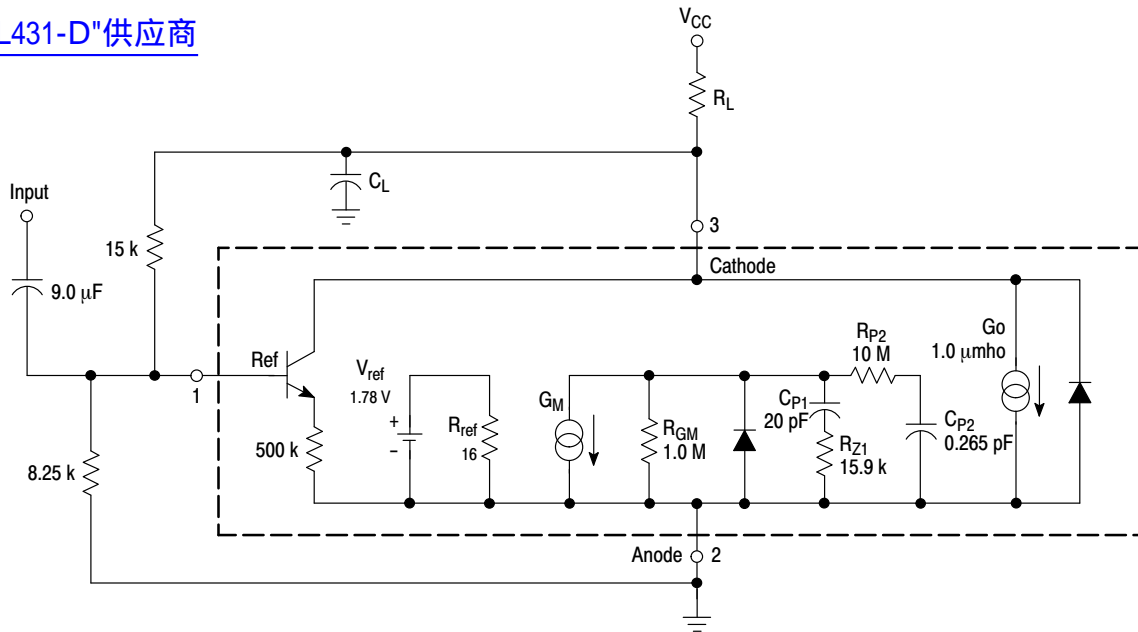 L431-D"供应商
VCC
RL
CL
Input
15 k
3
Cathode
9.0 µF
Go
1.0 µmho
RP2
10 M
Ref
1
Vref
1.78 V
GM
CP1
20 pF
+
-
Rref
16
RGM
1.0 M
CP2
0.265 pF
500 k
RZ1
15.9 k
8.25 k
Anode
2